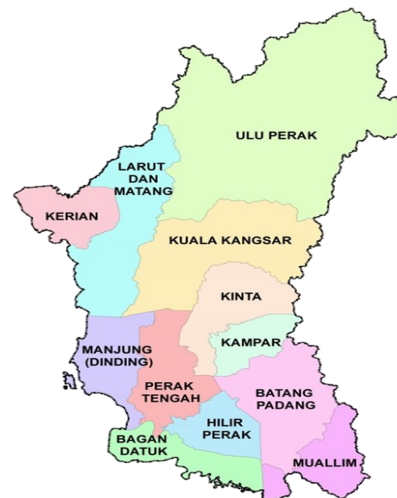 ULU PERAK
LARUT
DAN
MATANG
KERIAN
KUALA KANGSAR
KINTA
KAMPAR
MANJUNG
(DINDING)
PERAK
TENGAH
BATANG
PADANG
HILIR
PERAK
BAGAN
DATUK
MUALLIM